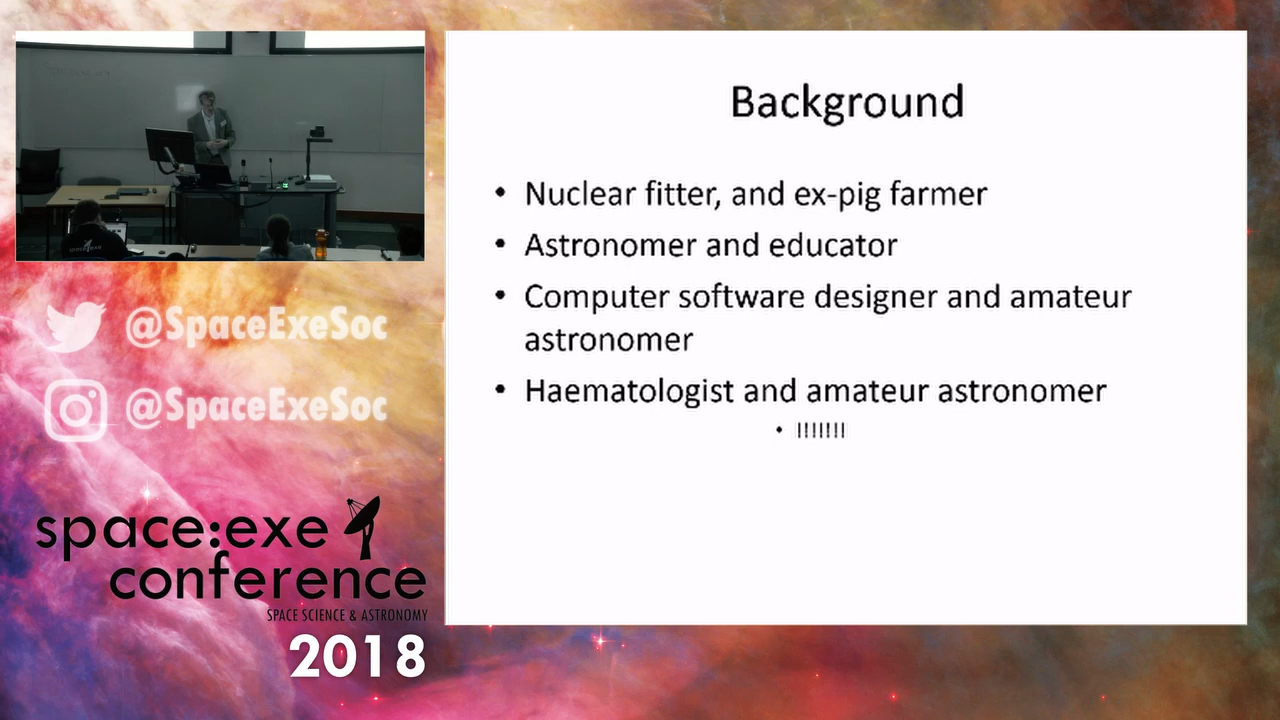 Background
• Nuclear fitter, and ex-pig farmer
• Astronomer and educator
• Computer software designer and amateur
astronomer
• Haematologist and amateur astronomer
• !!!!!!!
@SpaceExeSoc
@SpaceExeSoc
space:exe
conference
SPACE SCIENCE & ASTRONOMY
2018